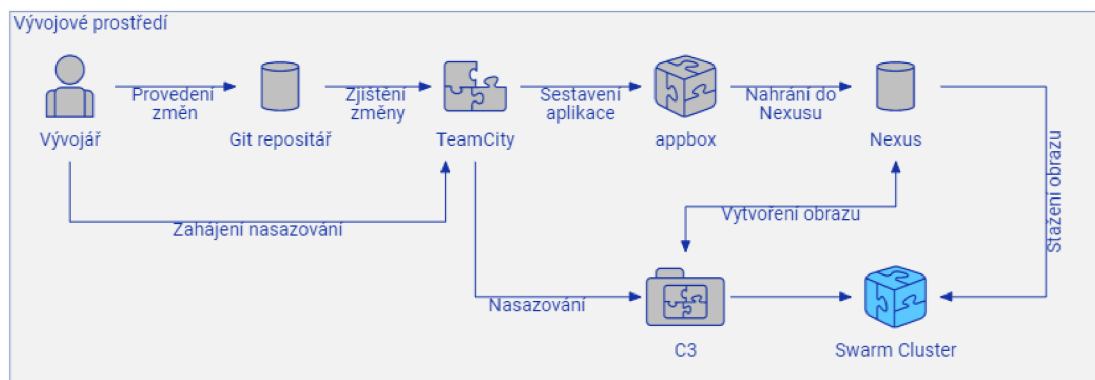 Vývojové prostředí
Provedení
změn
Zjištění
změny
Sestavení
aplikace
Nahrání do
Nexusu
Vývojář
Git repositář
TeamCity
appbox
Nexus
Stažení obrazu
Zahájení nasazování
Vytvoření obrazu
Nasazování
C3
Swarm Cluster